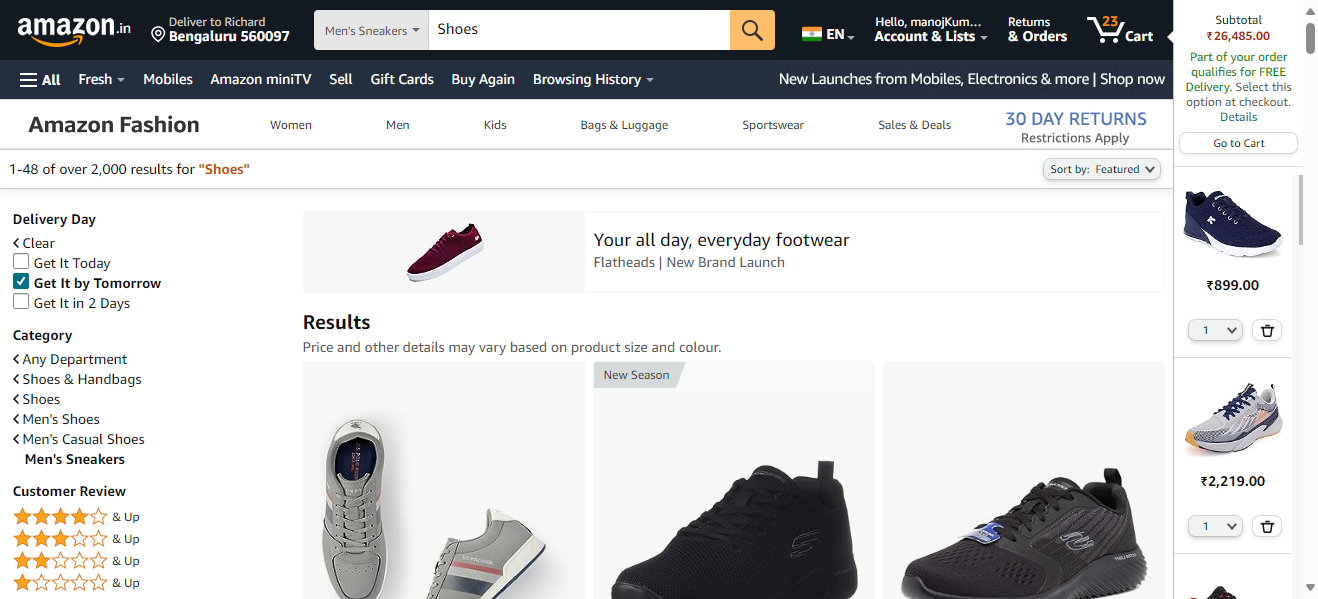 amazon.in
Deliver to Richard
Bengaluru 560097
Men's Sneakers
Shoes
EN
Hello, manojKum...
Account & Lists
Returns
& Orders
23
Cart
All
Fresh
Mobiles
Amazon miniTV
Sell
Gift Cards
Buy Again
Browsing History
New Launches from Mobiles, Electronics & more | Shop now
Amazon Fashion
Women
Men
Kids
Bags & Luggage
Sportswear
Sales & Deals
30 DAY RETURNS
Restrictions Apply
1-48 of over 2,000 results for "Shoes"
Sort by: Featured
Delivery Day
Clear
Get It Today
Get It by Tomorrow
Get It in 2 Days
Category
Any Department
Shoes & Handbags
Shoes
Men's Shoes
Men's Casual Shoes
Men's Sneakers
Customer Review
& Up
& Up
& Up
& Up
Your all day, everyday footwear
Flatheads | New Brand Launch
Results
Price and other details may vary based on product size and colour.
New Season
Subtotal
₹26,485.00
Part of your order
qualifies for FREE
Delivery. Select this
option at checkout.
Details
Go to Cart
₹899.00
1
₹2,219.00
1